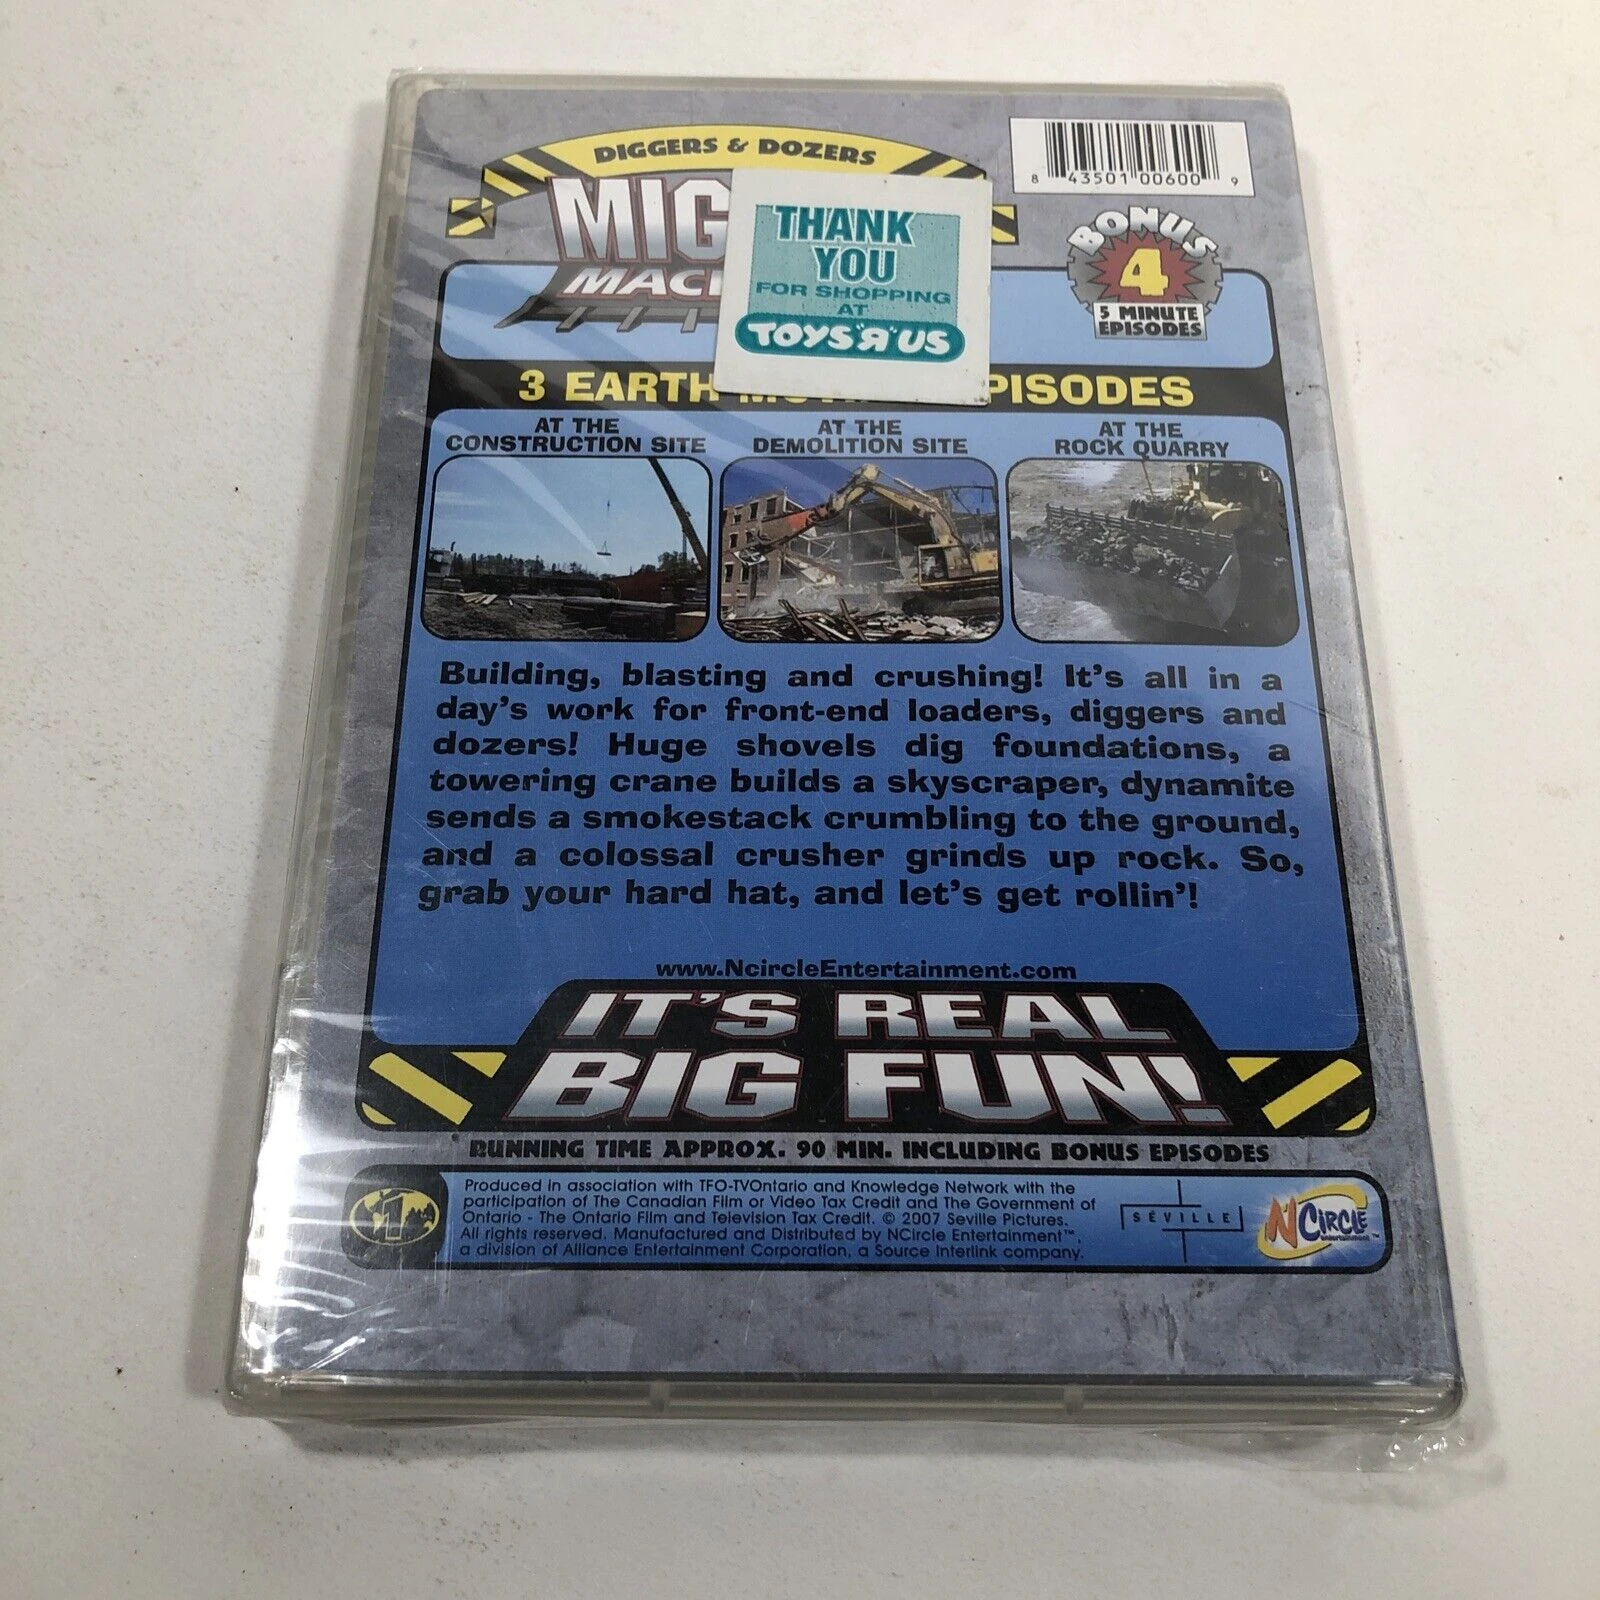 DIGGERS & DOZERS
MIG
MACH
THANK
YOU
FOR SHOPPING
AT
TOYS"R"US
8 43501 00600 9
BONUS
4
5 MINUTE
EPISODES
3 EARTH PISODES
AT THE
CONSTRUCTION SITE
AT THE
DEMOLITION SITE
AT THE
ROCK QUARRY
Building, blasting and crushing! It's all in a
day's work for front-end loaders, diggers and
dozers! Huge shovels dig foundations, a
towering crane builds a skyscraper, dynamite
sends a smokestack crumbling to the ground,
and a colossal crusher grinds up rock. So,
grab your hard hat, and let's get rollin'!
www.NcircleEntertainment.com
IT'S REAL
BIG FUN!
RUNNING TIME APPROX. 90 MIN. INCLUDING BONUS EPISODES
1
Produced in association with TFO-TVOntario and Knowledge Network with the
participation of The Canadian Film or Video Tax Credit and The Government of
Ontario - The Ontario Film and Television Tax Credit. © 2007 Seville Pictures.
All rights reserved. Manufactured and Distributed by NCircle Entertainment™,
a division of Alliance Entertainment Corporation, a Source Interlink company.
SÉVILLE
NCIRCLE
entertainment™